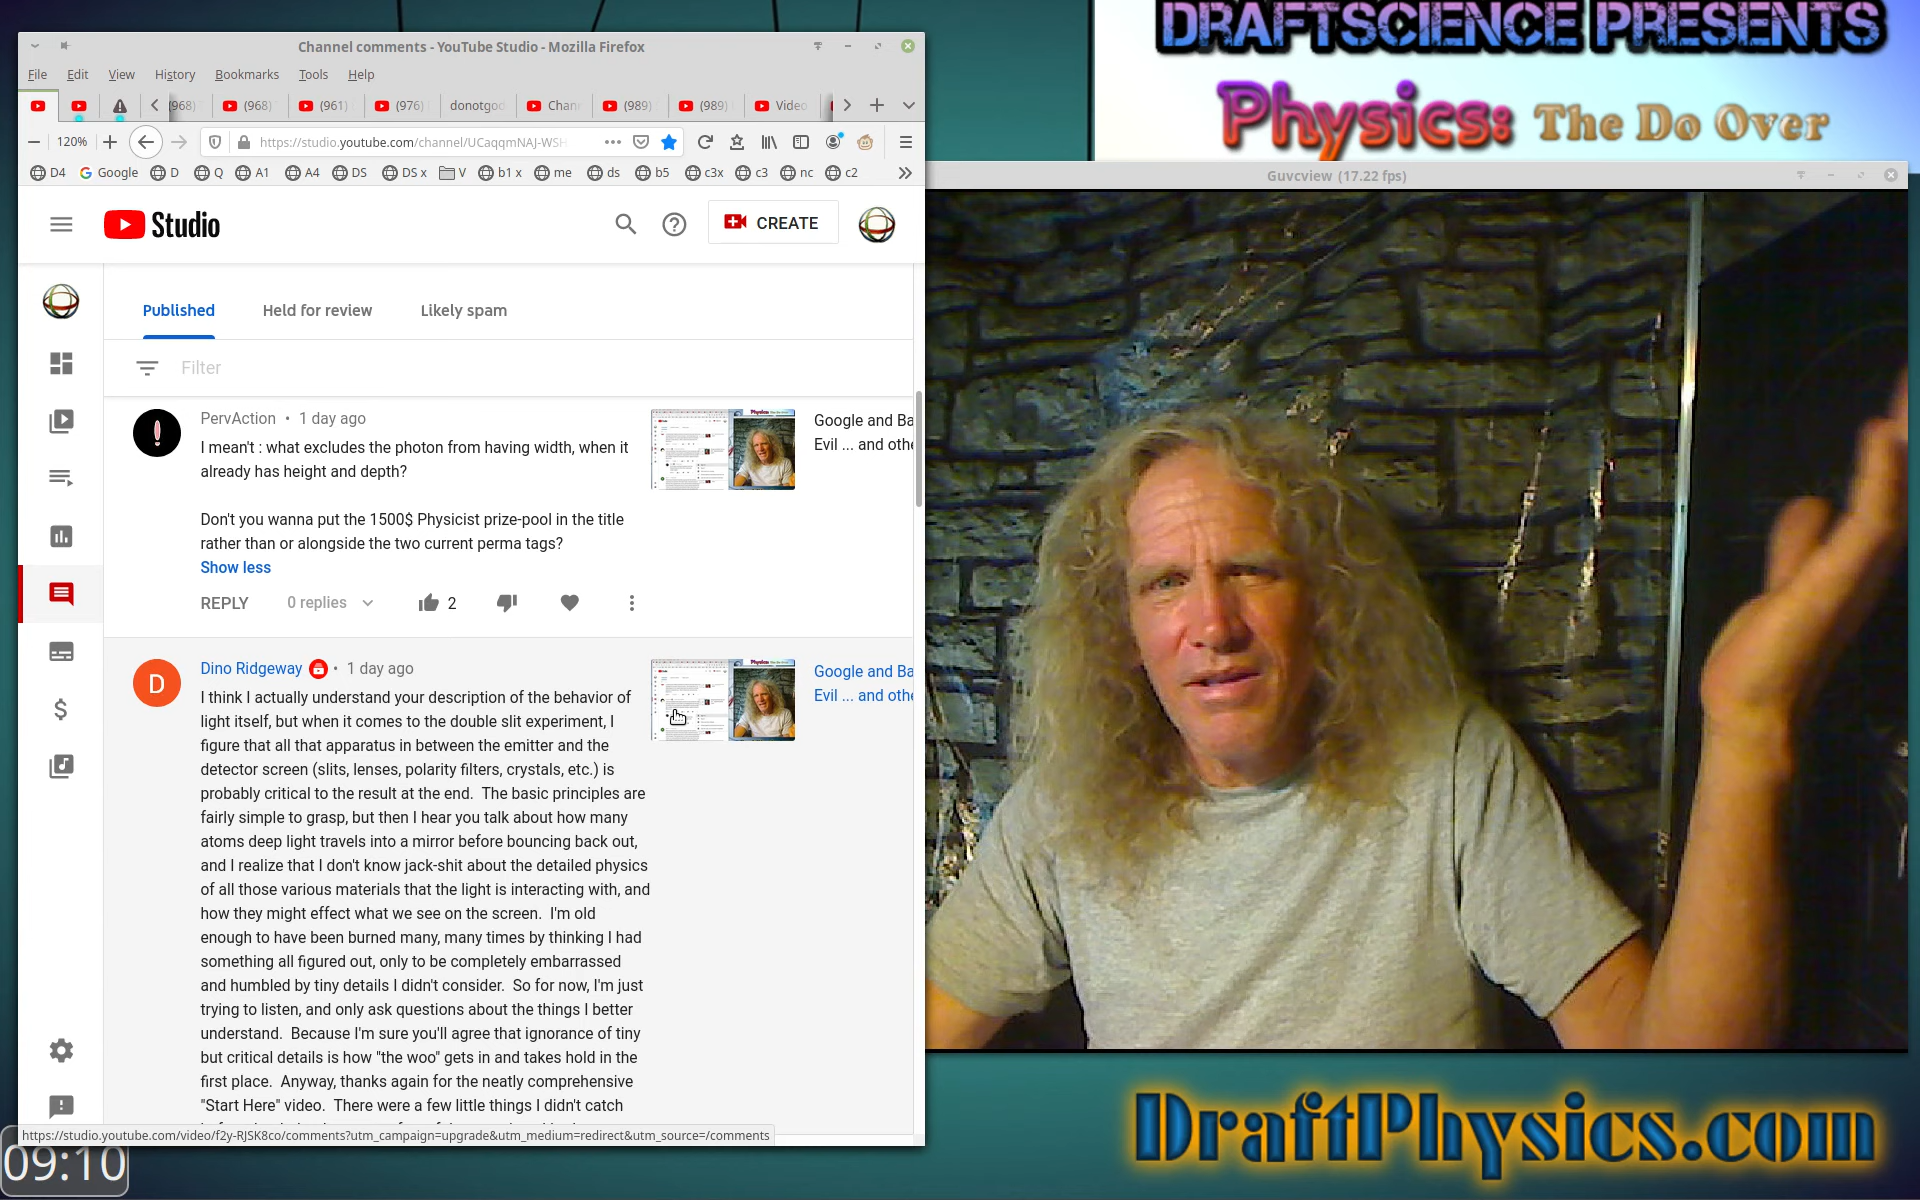 DRAFTSCIENCE PRESENTS
Physics: The Do Over
Channel comments - YouTube Studio - Mozilla Firefox
File Edit View History Bookmarks Tools Help
(968) (968) (961) (976) donotgod Chan (989) (989) Video
120% https://studio.youtube.com/channel/UCaqqmNAJ-WSH
D4 Google D Q A1 A4 DS DS x V b1 x me ds b5 c3x c3 nc c2
Guvcview (17.22 fps)
Studio
CREATE
Published Held for review Likely spam
Filter
PervAction • 1 day ago
I mean't : what excludes the photon from having width, when it
already has height and depth?
Don't you wanna put the 1500$ Physicist prize-pool in the title
rather than or alongside the two current perma tags?
Show less
REPLY 0 replies 2
Google and Ba
Evil ... and othe
D
Dino Ridgeway • 1 day ago
I think I actually understand your description of the behavior of
light itself, but when it comes to the double slit experiment, I
figure that all that apparatus in between the emitter and the
detector screen (slits, lenses, polarity filters, crystals, etc.) is
probably critical to the result at the end.  The basic principles are
fairly simple to grasp, but then I hear you talk about how many
atoms deep light travels into a mirror before bouncing back out,
and I realize that I don't know jack-shit about the detailed physics
of all those various materials that the light is interacting with, and
how they might effect what we see on the screen.  I'm old
enough to have been burned many, many times by thinking I had
something all figured out, only to be completely embarrassed
and humbled by tiny details I didn't consider.  So for now, I'm just
trying to listen, and only ask questions about the things I better
understand.  Because I'm sure you'll agree that ignorance of tiny
but critical details is how "the woo" gets in and takes hold in the
first place.  Anyway, thanks again for the neatly comprehensive
"Start Here" video.  There were a few little things I didn't catch
Google and Ba
Evil ... and othe
https://studio.youtube.com/video/f2y-RJSK8co/comments?utm_campaign=upgrade&utm_medium=redirect&utm_source=/comments
09:10
DraftPhysics.com